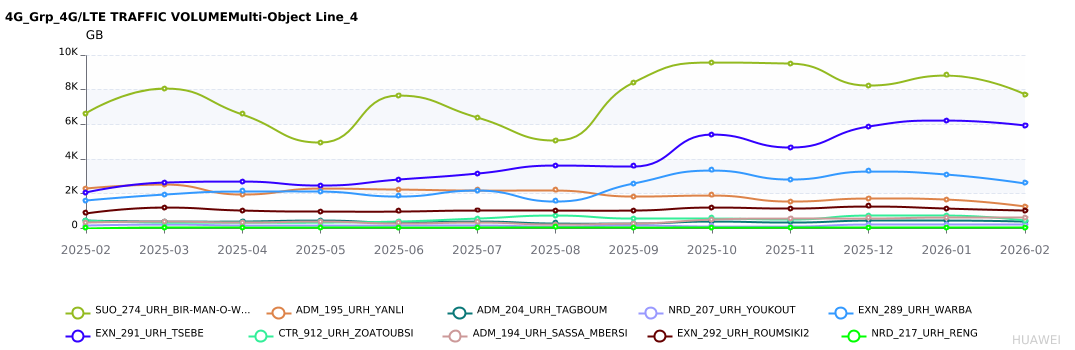 4G_Grp_4G/LTE TRAFFIC VOLUMEMulti-Object Line_4
GB
10K
8K
6K
4K
2K
0
2025-02 2025-03 2025-04 2025-05 2025-06 2025-07 2025-08 2025-09 2025-10 2025-11 2025-12 2026-01 2026-02
SUO_274_URH_BIR-MAN-O-W... ADM_195_URH_YANLI ADM_204_URH_TAGBOUM NRD_207_URH_YOUKOUT EXN_289_URH_WARBA
EXN_291_URH_TSEBE CTR_912_URH_ZOATOUBSI ADM_194_URH_SASSA_MBERSI EXN_292_URH_ROUMSIKI2 NRD_217_URH_RENG
HUAWEI